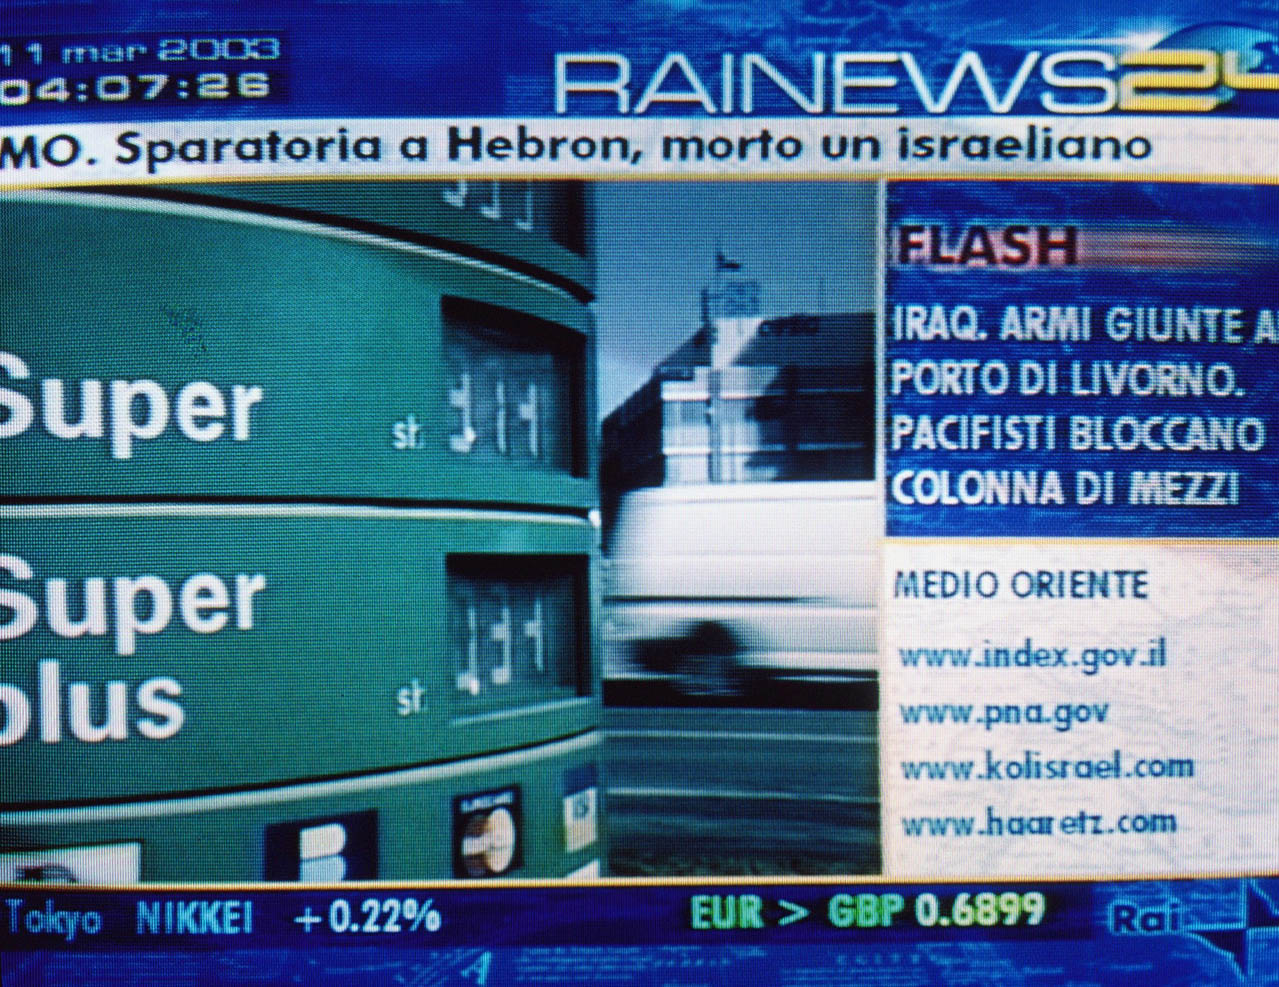 11 mar 2003
04:07:26
RAINEWS24
MO. Sparatoria a Hebron, morto un israeliano
Super
st.
Super
plus
st.
FLASH
IRAQ. ARMI GIUNTE A
PORTO DI LIVORNO.
PACIFISTI BLOCCANO
COLONNA DI MEZZI
MEDIO ORIENTE
www.index.gov.il
www.pna.gov
www.kolisrael.com
www.haaretz.com
Tokyo NIKKEI +0.22% EUR > GBP 0.6899 Rai